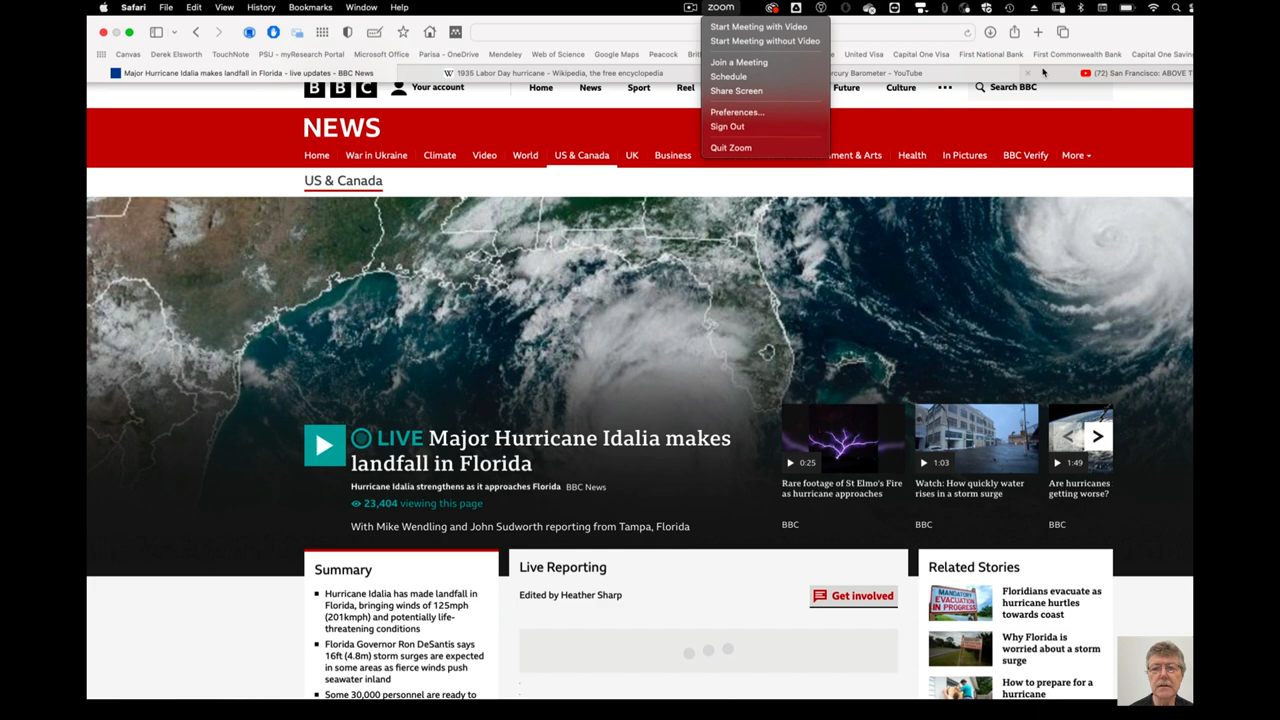 Safari File Edit View History Bookmarks Window Help zoom
Start Meeting with Video
Start Meeting without Video
Join a Meeting
Schedule
Share Screen
Preferences...
Sign Out
Quit Zoom
Canvas Derek Elsworth TouchNote PSU - myResearch Portal Microsoft Office Parisa - OneDrive Mendeley Web of Science Google Maps Peacock United Visa Capital One Visa First National Bank First Commonwealth Bank Capital One
Major Hurricane Idalia makes landfall in Florida - live updates - BBC News
1935 Labor Day hurricane - Wikipedia, the free encyclopedia
Barometer - YouTube
(72) San Francisco: ABOVE
BBC Your account Home News Sport Reel Future Culture Search BBC
NEWS
Home War in Ukraine Climate Video World US & Canada UK Business & Arts Health In Pictures BBC Verify More
US & Canada
LIVE Major Hurricane Idalia makes
landfall in Florida
Hurricane Idalia strengthens as it approaches Florida BBC News
23,404 viewing this page
With Mike Wendling and John Sudworth reporting from Tampa, Florida
0:25
Rare footage of St Elmo's Fire
as hurricane approaches
BBC
1:03
Watch: How quickly water
rises in a storm surge
BBC
1:49
Are hurricanes
getting worse?
BBC
Summary
Hurricane Idalia has made landfall in
Florida, bringing winds of 125mph
(201kmph) and potentially life-
threatening conditions
Florida Governor Ron DeSantis says
16ft (4.8m) storm surges are expected
in some areas as fierce winds push
seawater inland
Some 30,000 personnel are ready to
Live Reporting
Edited by Heather Sharp
Get involved
Related Stories
MANDATORY
EVACUATION
IN PROGRESS
Floridians evacuate as
hurricane hurtles
towards coast
Why Florida is
worried about a storm
surge
How to prepare for a
hurricane